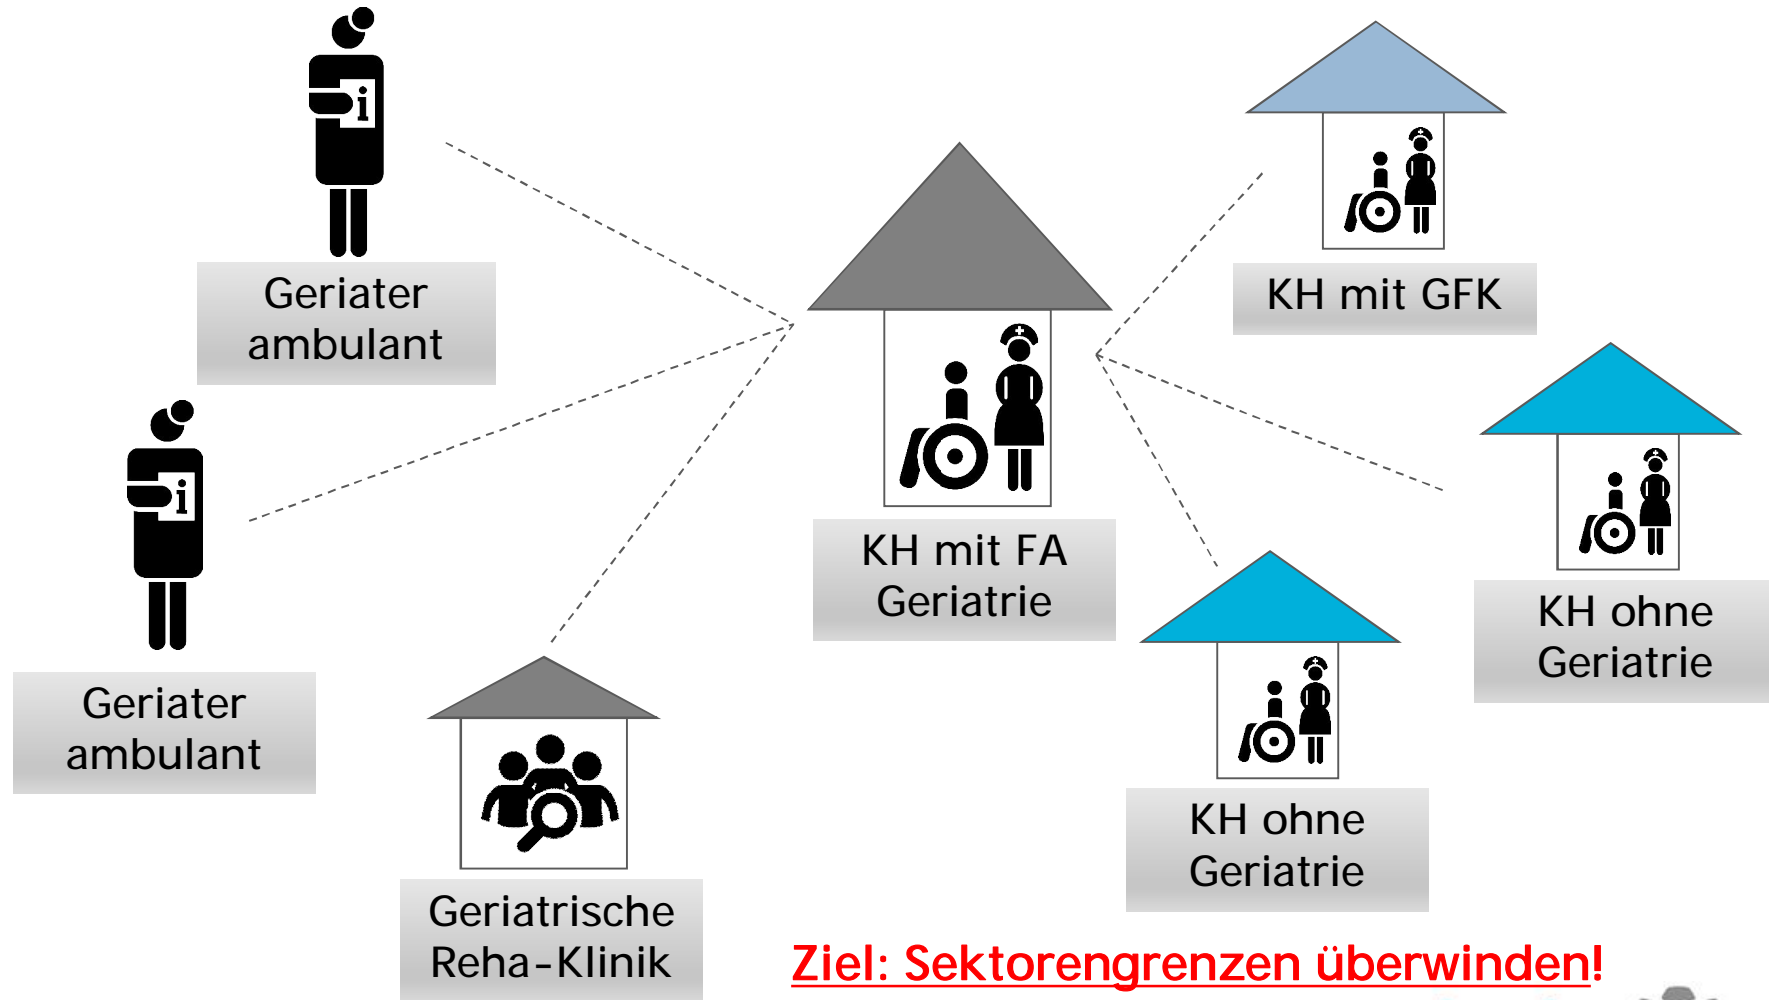 Geriater
ambulant
KH mit GFK
KH mit FA
Geriatrie
KH ohne
Geriatrie
Geriater
ambulant
KH ohne
Geriatrie
Geriatrische
Reha-Klinik
Ziel: Sektorengrenzen überwinden!